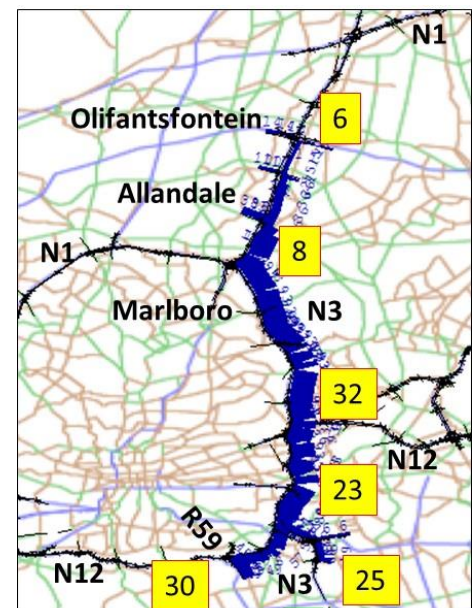 N1
Olifantsfontein
6
Allandale
N1
8
Marlboro
N3
32
N12
23
R59
N12
30
N3
25